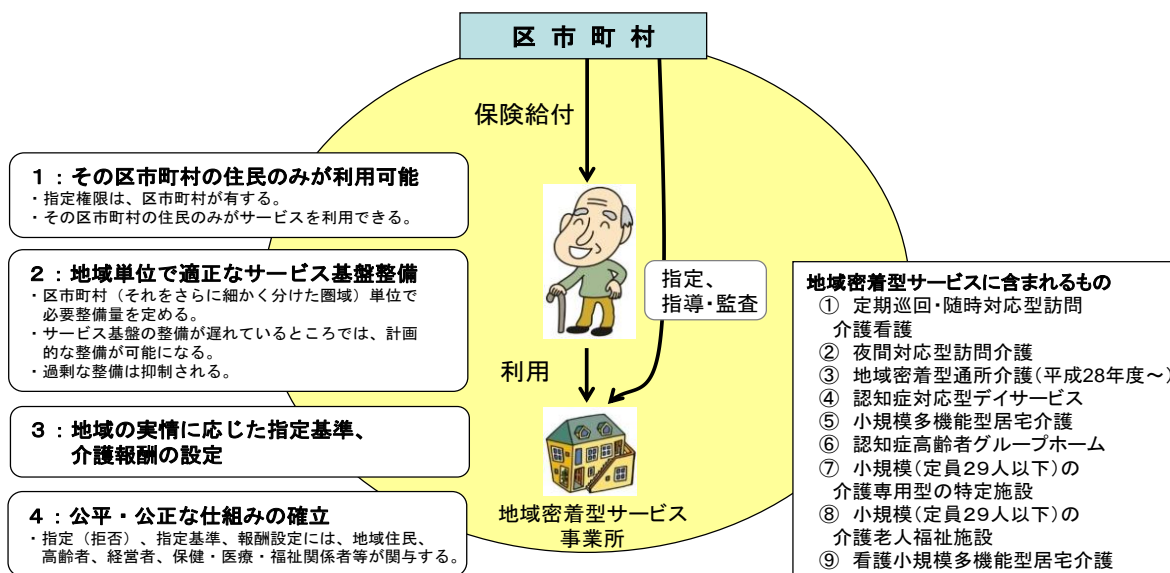 区市町村
保険給付
1：その区市町村の住民のみが利用可能
・指定権限は、区市町村が有する。
・その区市町村の住民のみがサービスを利用できる。
2：地域単位で適正なサービス基盤整備
・区市町村（それをさらに細かく分けた圏域）単位で
必要整備量を定める。
・サービス基盤の整備が遅れているところでは、計画
的な整備が可能になる。
・過剰な整備は抑制される。
3：地域の実情に応じた指定基準、
介護報酬の設定
4：公平・公正な仕組みの確立
・指定（拒否）、指定基準、報酬設定には、地域住民、
高齢者、経営者、保健・医療・福祉関係者等が関与する。
指定、
指導・監査
利用
地域密着型サービス
事業所
地域密着型サービスに含まれるもの
① 定期巡回・随時対応型訪問
介護看護
② 夜間対応型訪問介護
③ 地域密着型通所介護（平成28年度～）
④ 認知症対応型デイサービス
⑤ 小規模多機能型居宅介護
⑥ 認知症高齢者グループホーム
⑦ 小規模（定員29人以下）の
介護専用型の特定施設
⑧ 小規模（定員29人以下）の
介護老人福祉施設
⑨ 看護小規模多機能型居宅介護